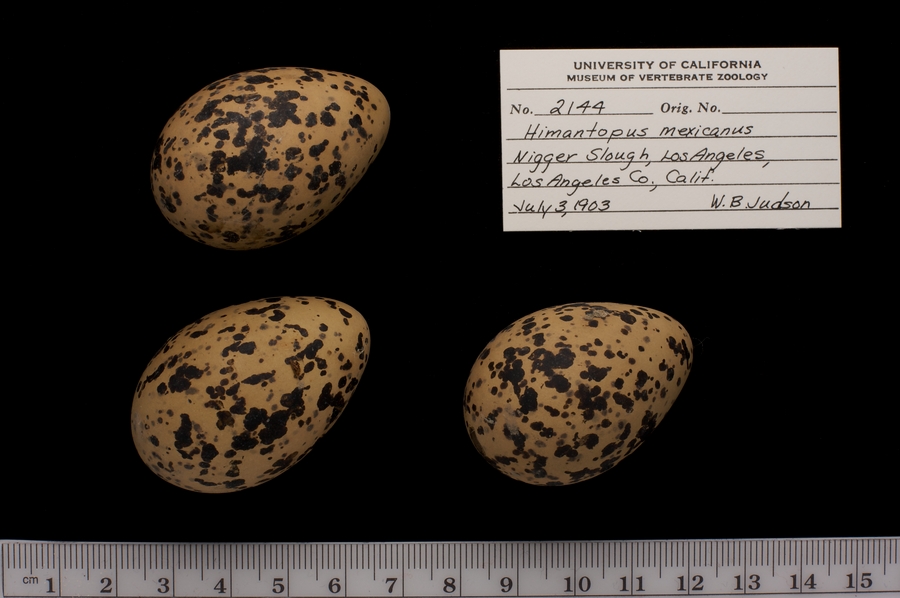 UNIVERSITY OF CALIFORNIA
MUSEUM OF VERTEBRATE ZOOLOGY
No. 2144 Orig. No.
Himantopus mexicanus
Nigger Slough, Los Angeles,
Los Angeles Co., Calif.
July 3, 1903 W. B. Judson
cm 1 2 3 4 5 6 7 8 9 10 11 12 13 14 15